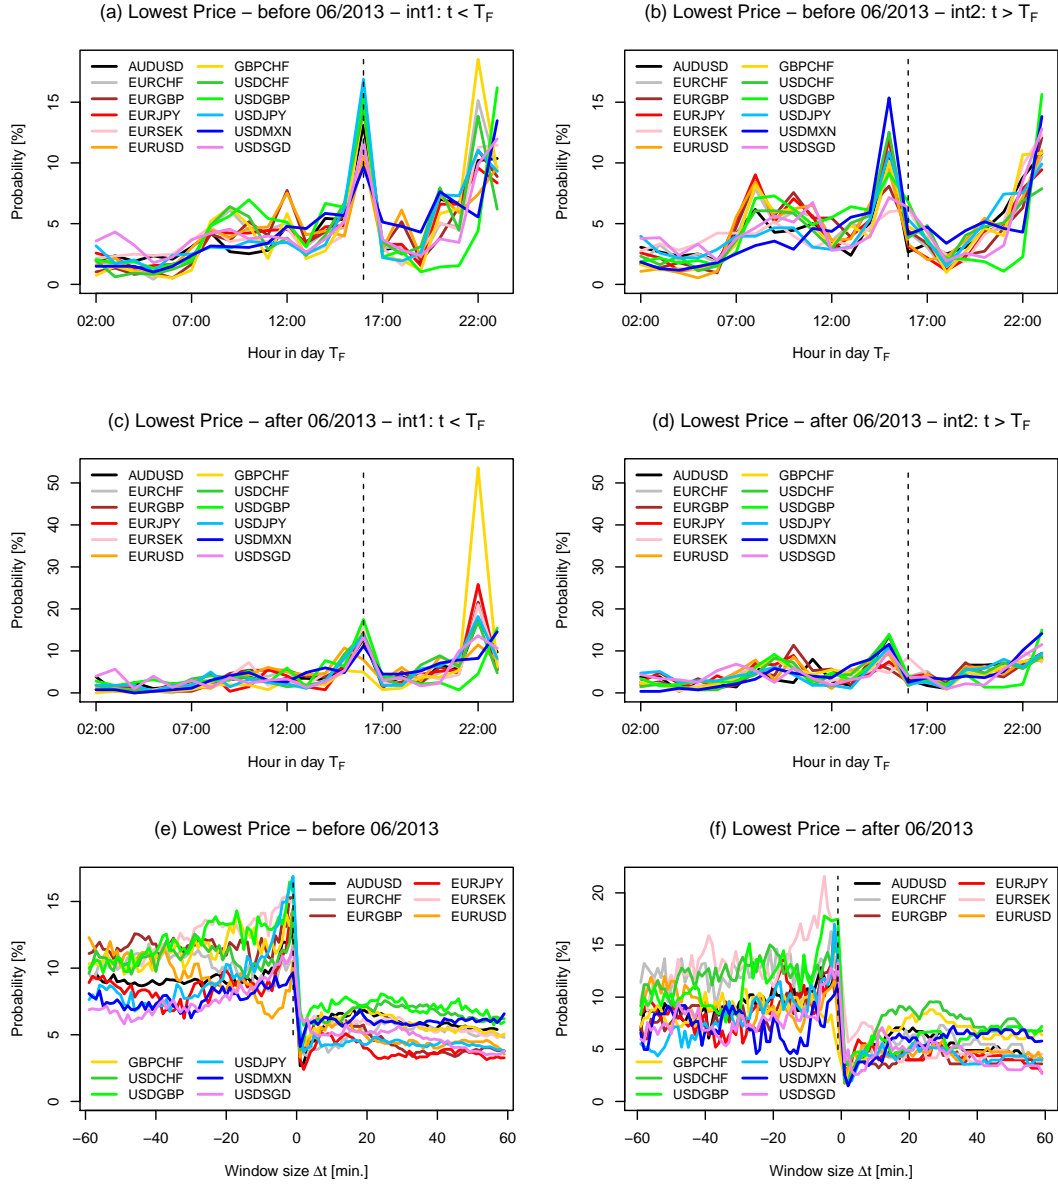 (a) Lowest Price – before 06/2013 – int1: t < T_F
Probability [%]
0
5
10
15
AUDUSD
EURCHF
EURGBP
EURJPY
EURSEK
EURUSD
GBPCHF
USDCHF
USDGBP
USDJPY
USDMXN
USDSGD
02:00 07:00 12:00 17:00 22:00
Hour in day T_F
(b) Lowest Price – before 06/2013 – int2: t > T_F
Probability [%]
0
5
10
15
AUDUSD
EURCHF
EURGBP
EURJPY
EURSEK
EURUSD
GBPCHF
USDCHF
USDGBP
USDJPY
USDMXN
USDSGD
02:00 07:00 12:00 17:00 22:00
Hour in day T_F
(c) Lowest Price – after 06/2013 – int1: t < T_F
Probability [%]
0
10
20
30
40
50
AUDUSD
EURCHF
EURGBP
EURJPY
EURSEK
EURUSD
GBPCHF
USDCHF
USDGBP
USDJPY
USDMXN
USDSGD
02:00 07:00 12:00 17:00 22:00
Hour in day T_F
(d) Lowest Price – after 06/2013 – int2: t > T_F
Probability [%]
0
10
20
30
40
50
AUDUSD
EURCHF
EURGBP
EURJPY
EURSEK
EURUSD
GBPCHF
USDCHF
USDGBP
USDJPY
USDMXN
USDSGD
02:00 07:00 12:00 17:00 22:00
Hour in day T_F
(e) Lowest Price – before 06/2013
Probability [%]
0
5
10
15
AUDUSD
EURCHF
EURGBP
EURJPY
EURSEK
EURUSD
GBPCHF
USDCHF
USDGBP
USDJPY
USDMXN
USDSGD
−60 −40 −20 0 20 40 60
Window size Δt [min.]
(f) Lowest Price – after 06/2013
Probability [%]
0
5
10
15
20
AUDUSD
EURCHF
EURGBP
EURJPY
EURSEK
EURUSD
GBPCHF
USDCHF
USDGBP
USDJPY
USDMXN
USDSGD
−60 −40 −20 0 20 40 60
Window size Δt [min.]